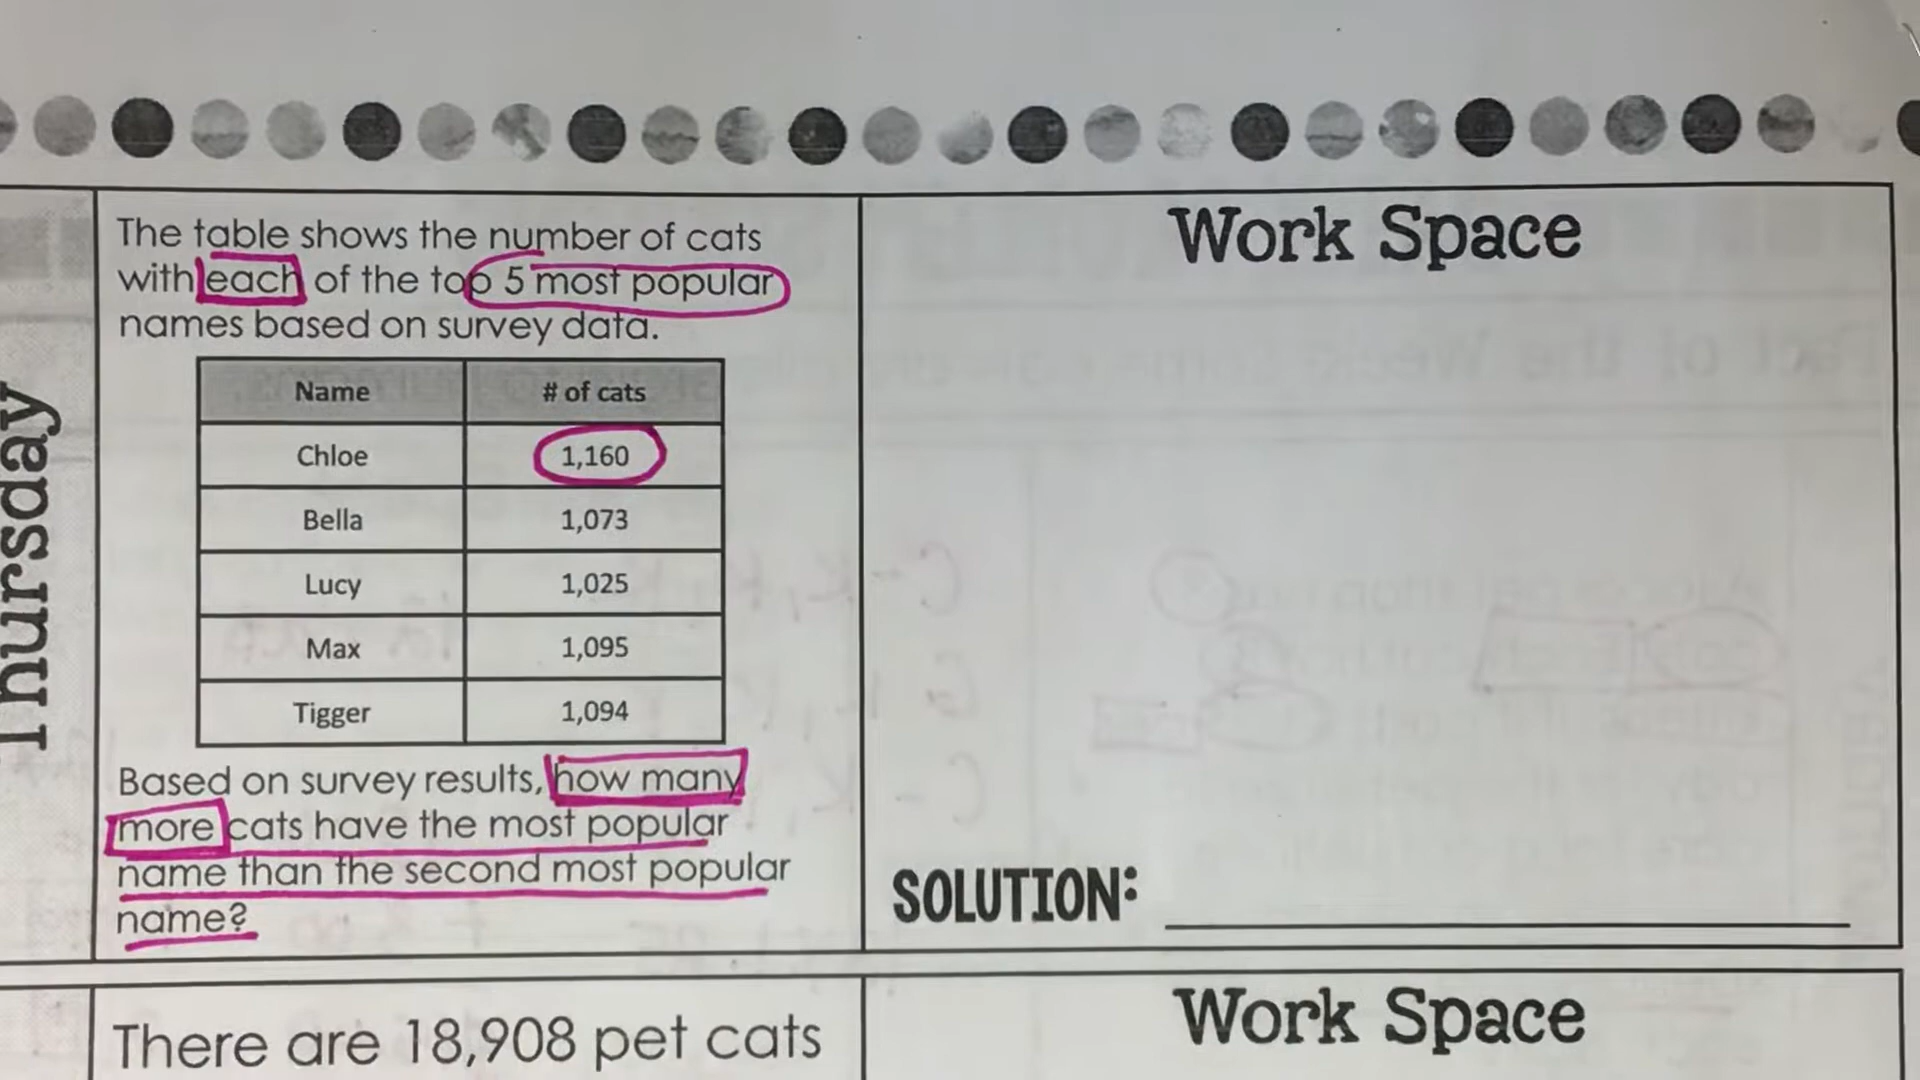 Thursday
The table shows the number of cats
with each of the top 5 most popular
names based on survey data.
Name # of cats
Chloe 1,160
Bella 1,073
Lucy 1,025
Max 1,095
Tigger 1,094
Based on survey results, how many
more cats have the most popular
name than the second most popular
name?
Work Space
SOLUTION:
There are 18,908 pet cats
Work Space